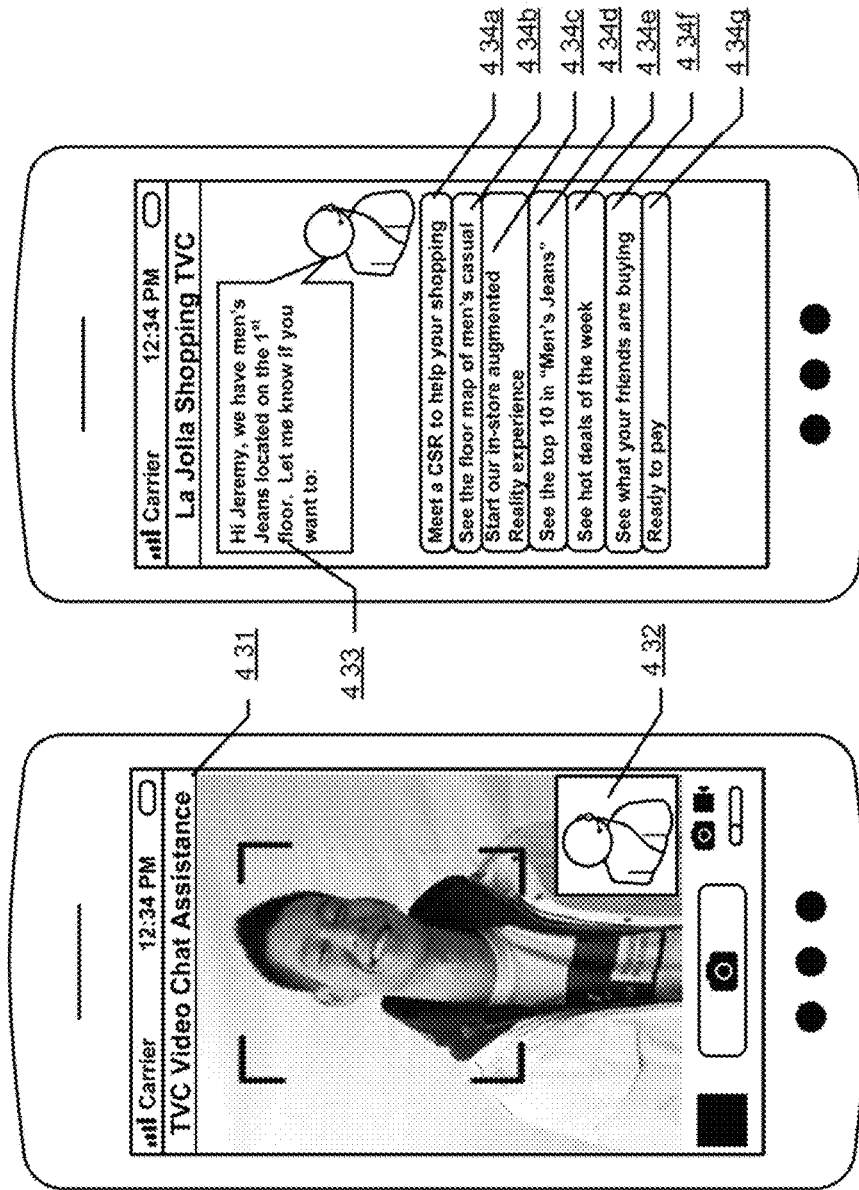 Carrier 12:34 PM
TVC Video Chat Assistance
4 31
4 32
Carrier 12:34 PM
La Jolla Shopping TVC
Hi Jeremy, we have men's
Jeans located on the 1st
floor. Let me know if you
want to:
4 33
Meet a CSR to help your shopping
See the floor map of men's casual
Start our in-store augmented
Reality experience
See the top 10 in "Men's Jeans"
See hot deals of the week
See what your friends are buying
Ready to pay
4 34a
4 34b
4 34c
4 34d
4 34e
4 34f
4 34g